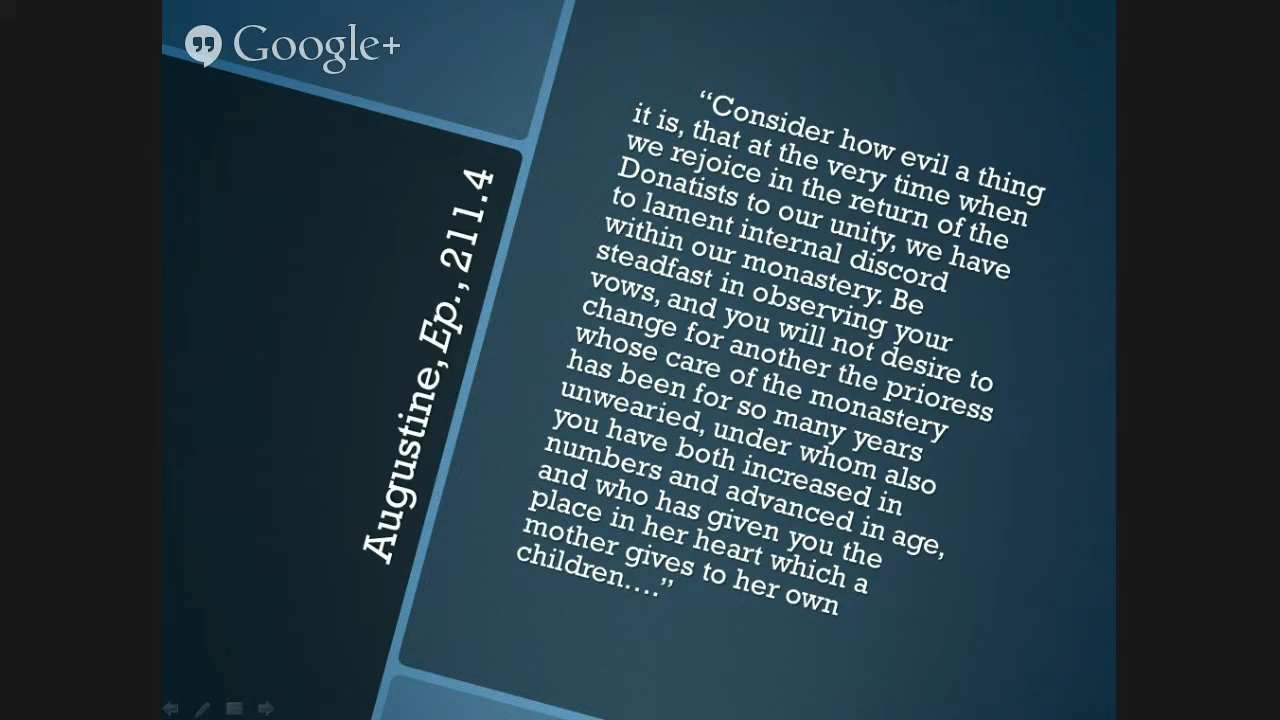 Google+
Augustine, Ep., 211.4
“Consider how evil a thing
it is, that at the very time when
we rejoice in the return of the
Donatists to our unity, we have
to lament internal discord
within our monastery. Be
steadfast in observing your
vows, and you will not desire to
change for another the prioress
whose care of the monastery
has been for so many years
unwearied, under whom also
you have both increased in
numbers and advanced in age,
and who has given you the
place in her heart which a
mother gives to her own
children….”